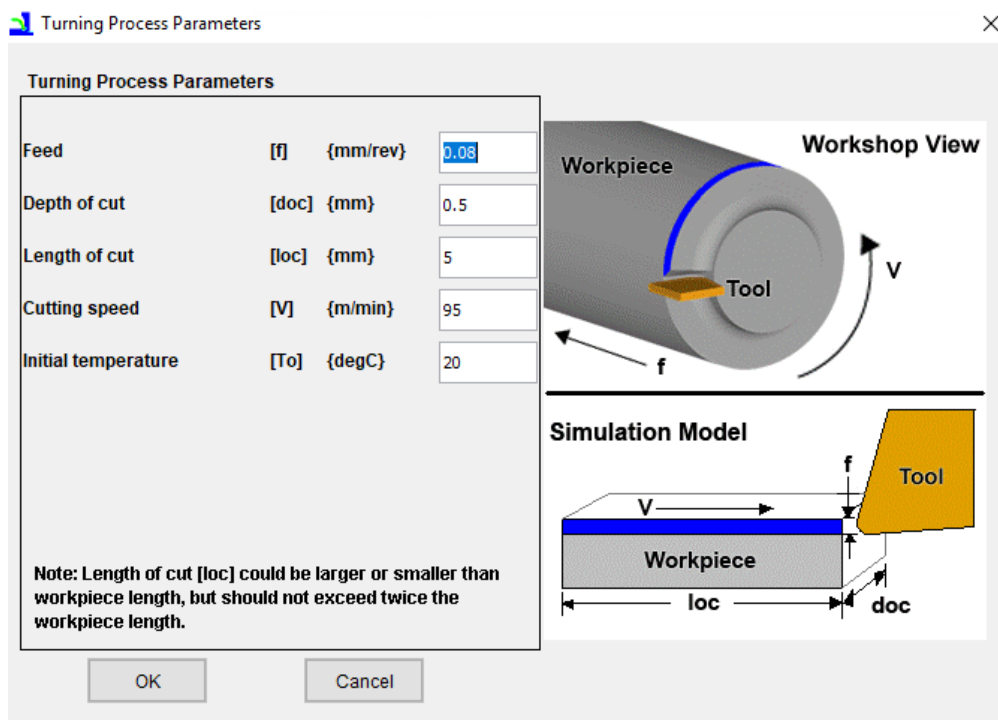 Turning Process Parameters
Turning Process Parameters
Feed [f] {mm/rev} 0.08
Depth of cut [doc] {mm} 0.5
Length of cut [loc] {mm} 5
Cutting speed [V] {m/min} 95
Initial temperature [To] {degC} 20
Note: Length of cut [loc] could be larger or smaller than
workpiece length, but should not exceed twice the
workpiece length.
OK Cancel
Workshop View
Workpiece
Tool
V
f
Simulation Model
f
Tool
V
Workpiece
loc
doc